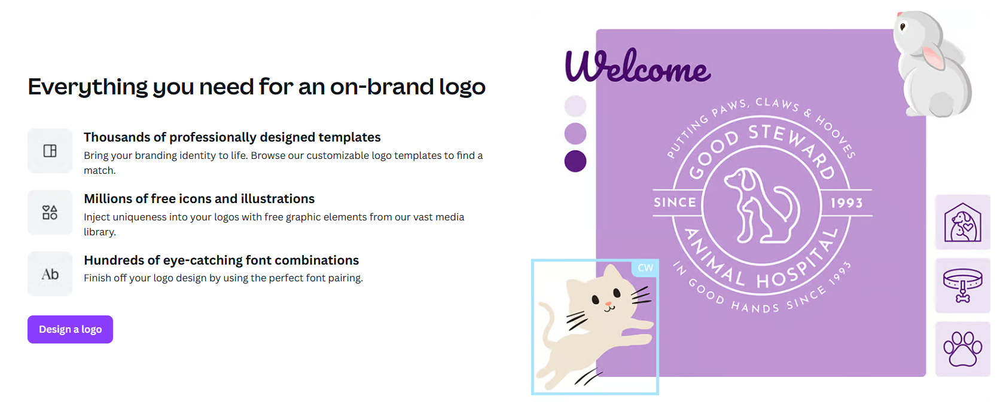 Everything you need for an on-brand logo
Thousands of professionally designed templates
Bring your branding identity to life. Browse our customizable logo templates to find a
match.
Millions of free icons and illustrations
Inject uniqueness into your logos with free graphic elements from our vast media
library.
Ab
Hundreds of eye-catching font combinations
Finish off your logo design by using the perfect font pairing.
Design a logo
Welcome
PUTTING PAWS, CLAWS & HOOVES
GOOD STEWARD
SINCE 1993
ANIMAL HOSPITAL
IN GOOD HANDS SINCE 1993
CW